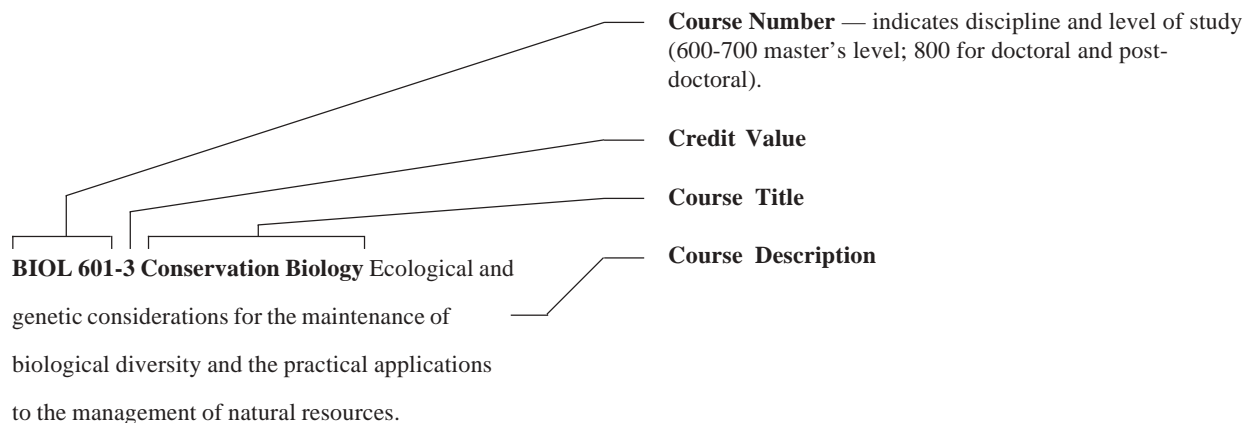 Course Number — indicates discipline and level of study
(600-700 master’s level; 800 for doctoral and post-
doctoral).
Credit Value
Course Title
Course Description
BIOL 601-3 Conservation Biology Ecological and
genetic considerations for the maintenance of
biological diversity and the practical applications
to the management of natural resources.